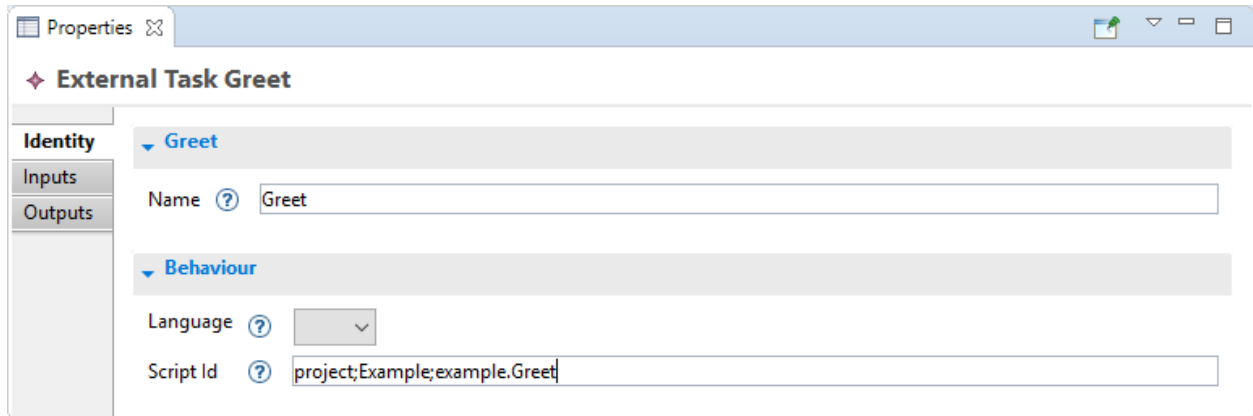 Properties
External Task Greet
Identity
Greet
Inputs
Name ? Greet
Outputs
Behaviour
Language ?
Script Id ? project;Example;example.Greet